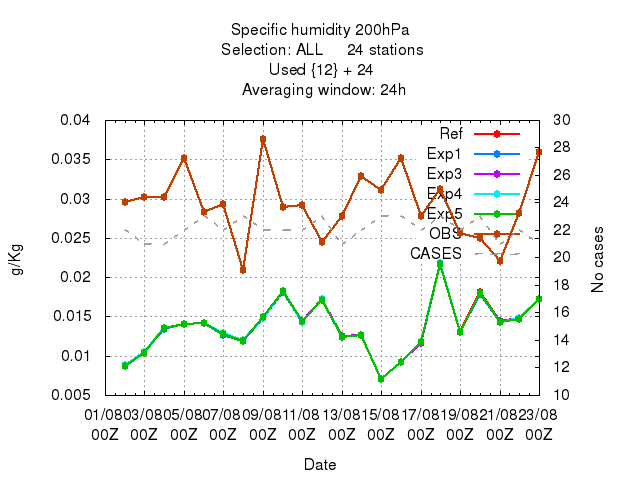 Specific humidity 200hPa
Selection: ALL 24 stations
Used {12} + 24
Averaging window: 24h
0.04
0.035
0.03
0.025
0.02
0.015
0.01
0.005
g/Kg
30
28
26
24
22
20
18
16
14
12
10
No cases
Ref
Exp1
Exp3
Exp4
Exp5
OBS
CASES
01/08 03/08 05/08 07/08 09/08 11/08 13/08 15/08 17/08 19/08 21/08 23/08
00Z 00Z 00Z 00Z 00Z 00Z 00Z 00Z 00Z 00Z 00Z 00Z
Date